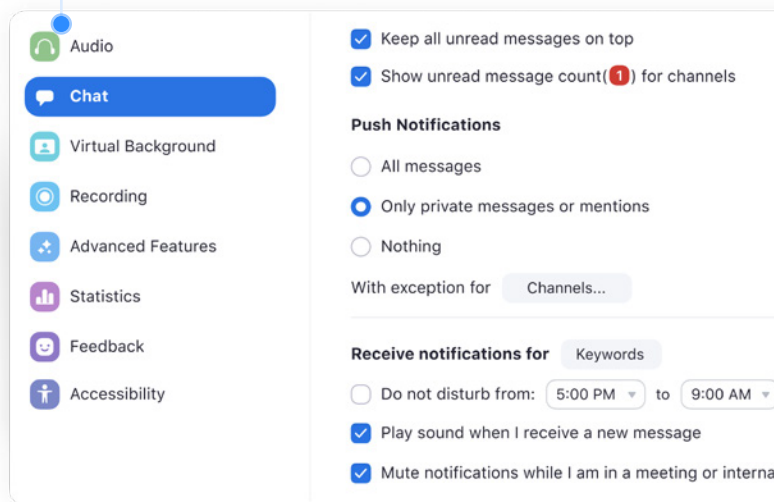 Audio
Chat
Virtual Background
Recording
Advanced Features
Statistics
Feedback
Accessibility
Keep all unread messages on top
Show unread message count(1) for channels
Push Notifications
All messages
Only private messages or mentions
Nothing
With exception for Channels...
Receive notifications for Keywords
Do not disturb from: 5:00 PM to 9:00 AM
Play sound when I receive a new message
Mute notifications while I am in a meeting or interna